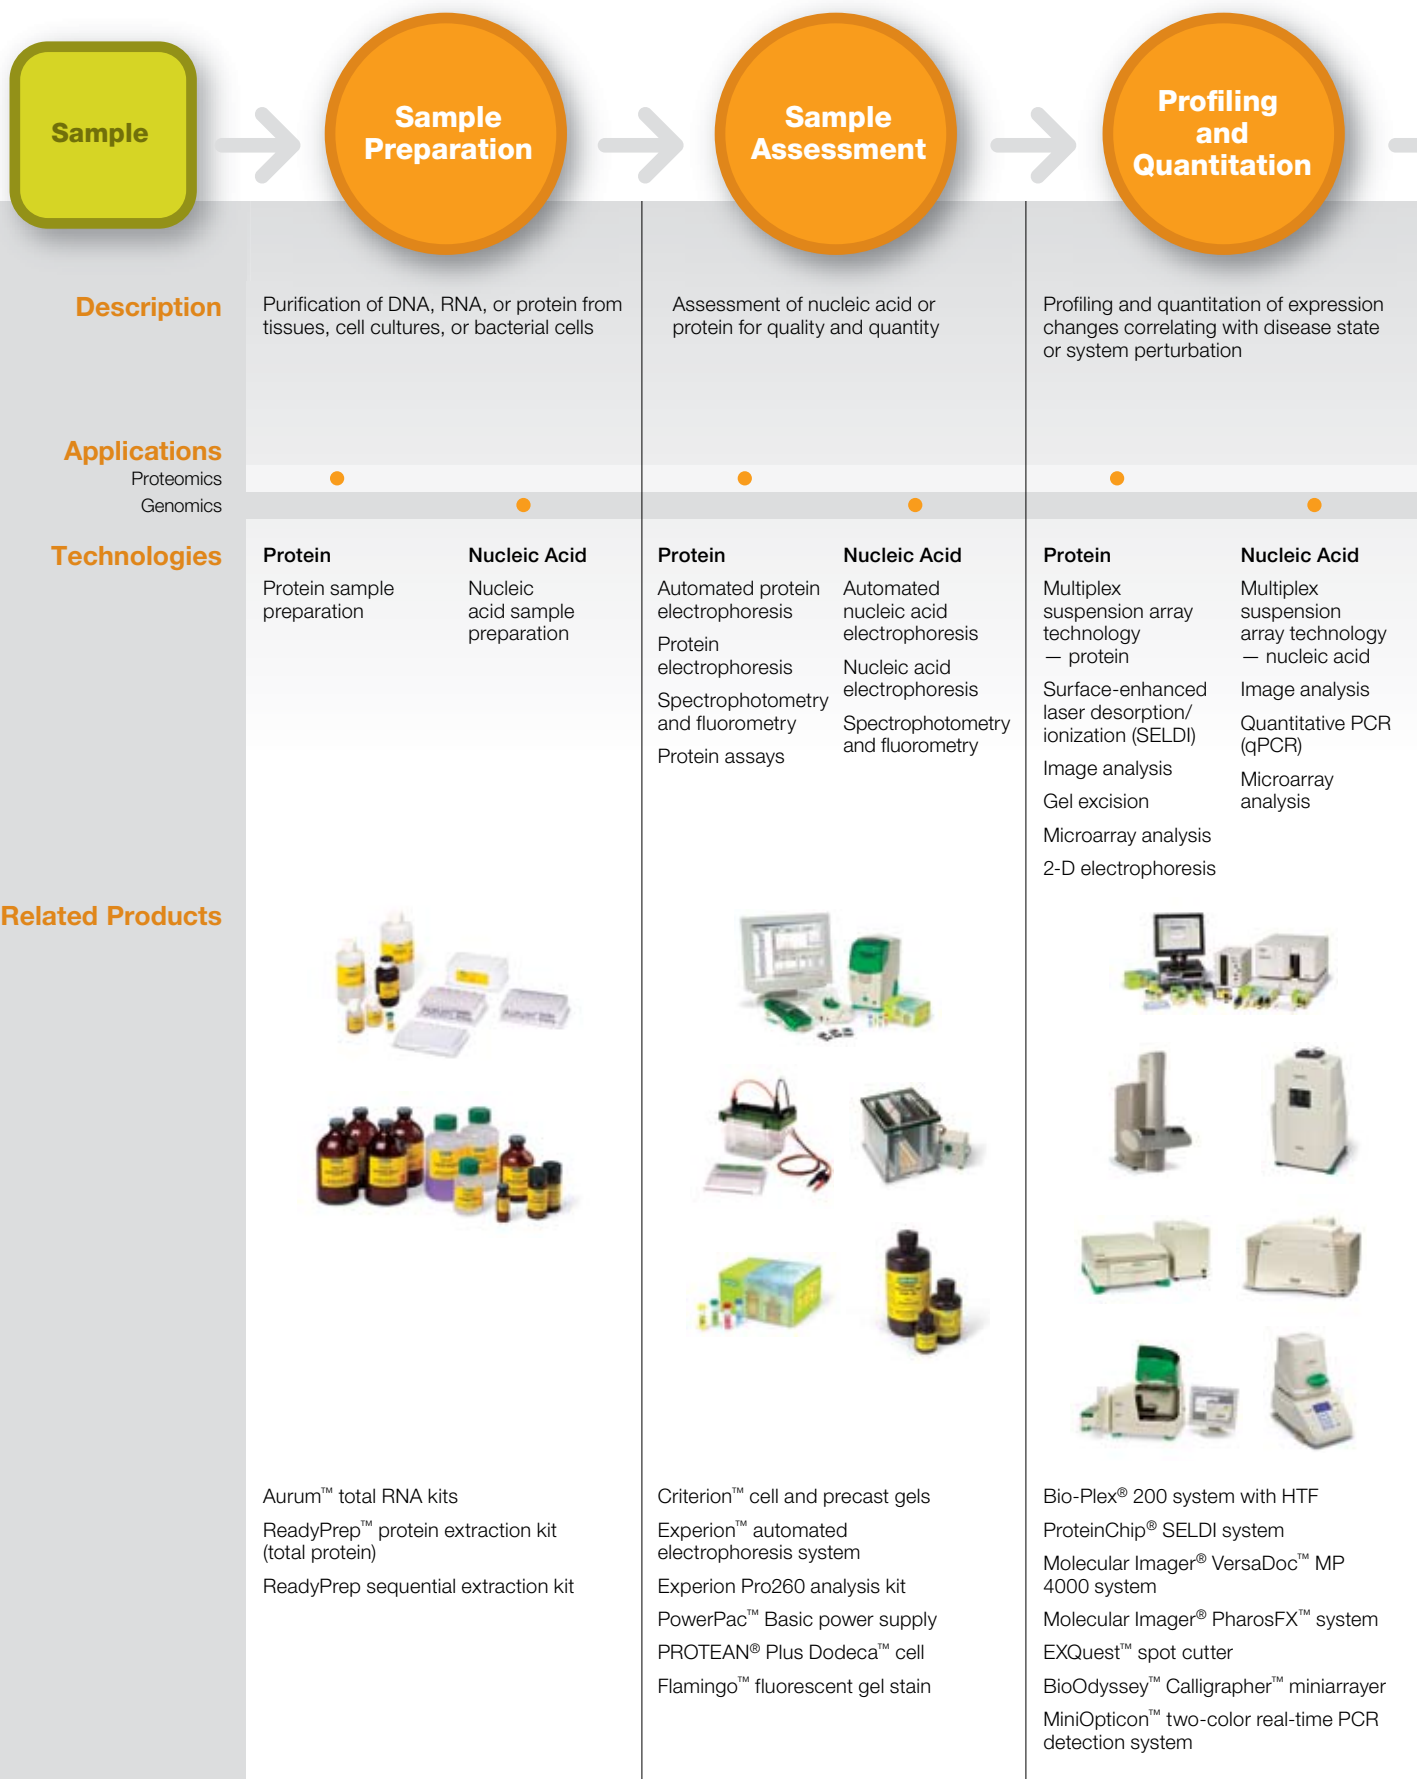 Sample
Sample
Preparation
Sample
Assessment
Profiling
and
Quantitation
Description
Purification of DNA, RNA, or protein from
tissues, cell cultures, or bacterial cells
Assessment of nucleic acid or
protein for quality and quantity
Profiling and quantitation of expression
changes correlating with disease state
or system perturbation
Applications
Proteomics
Genomics
Technologies
Protein
Protein sample
preparation
Nucleic Acid
Nucleic
acid sample
preparation
Protein
Automated protein
electrophoresis
Protein
electrophoresis
Spectrophotometry
and fluorometry
Protein assays
Nucleic Acid
Automated
nucleic acid
electrophoresis
Nucleic acid
electrophoresis
Spectrophotometry
and fluorometry
Protein
Multiplex
suspension array
technology
— protein
Surface-enhanced
laser desorption/
ionization (SELDI)
Image analysis
Gel excision
Microarray analysis
2-D electrophoresis
Nucleic Acid
Multiplex
suspension
array technology
— nucleic acid
Image analysis
Quantitative PCR
(qPCR)
Microarray
analysis
Related Products
Aurum™ total RNA kits
ReadyPrep™ protein extraction kit
(total protein)
ReadyPrep sequential extraction kit
Criterion™ cell and precast gels
Experion™ automated
electrophoresis system
Experion Pro260 analysis kit
PowerPac™ Basic power supply
PROTEAN® Plus Dodeca™ cell
Flamingo™ fluorescent gel stain
Bio-Plex® 200 system with HTF
ProteinChip® SELDI system
Molecular Imager® VersaDoc™ MP
4000 system
Molecular Imager® PharosFX™ system
EXQuest™ spot cutter
BioOdyssey™ Calligrapher™ miniarrayer
MiniOpticon™ two-color real-time PCR
detection system